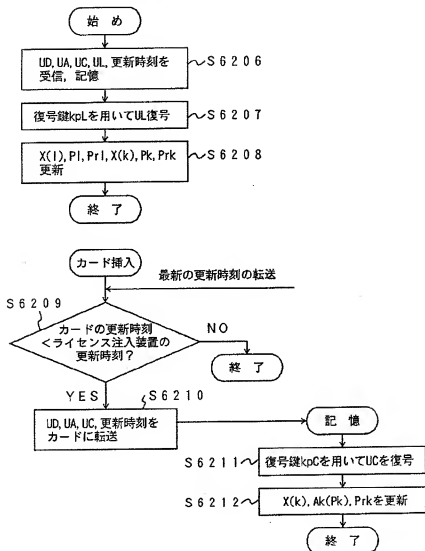 始 め
UD, UA, UC, UL, 更新時刻を
受信, 記憶
S6206
復号鍵kpLを用いてUL復号
S6207
X(l), Pl, Prl, X(k), Pk, Prk
更新
S6208
終 了
カード挿入
最新の更新時刻の転送
S6209
カードの更新時刻
<ライセンス注入装置の
更新時刻?
NO
終 了
YES
S6210
UD, UA, UC, 更新時刻を
カードに転送
記 憶
S6211
復号鍵kpCを用いてUCを復号
S6212
X(k), Ak(Pk), Prkを更新
終 了